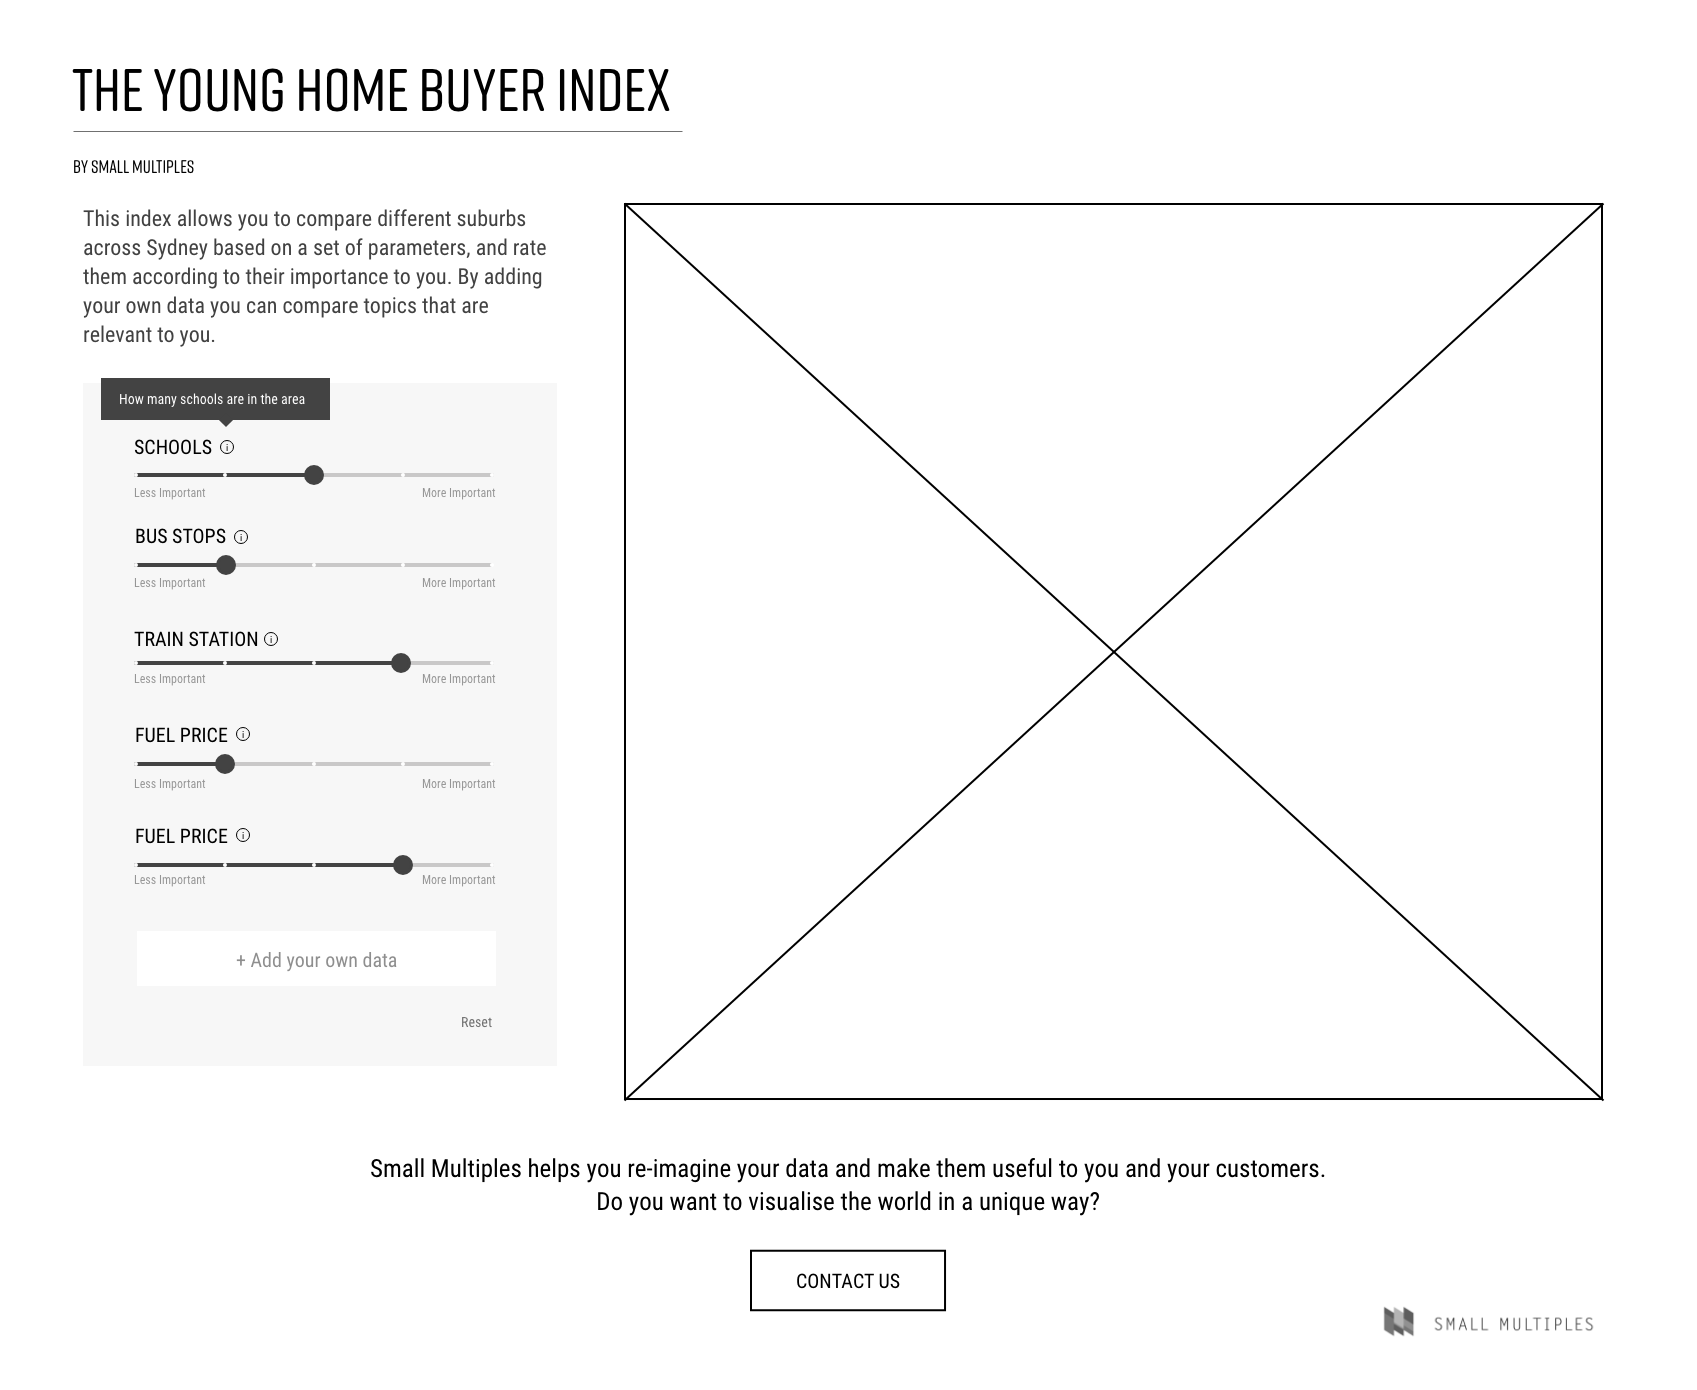 THE YOUNG HOME BUYER INDEX
BY SMALL MULTIPLES
This index allows you to compare different suburbs
across Sydney based on a set of parameters, and rate
them according to their importance to you. By adding
your own data you can compare topics that are
relevant to you.
How many schools are in the area
SCHOOLS
Less Important More Important
BUS STOPS
Less Important More Important
TRAIN STATION
Less Important More Important
FUEL PRICE
Less Important More Important
FUEL PRICE
Less Important More Important
+ Add your own data
Reset
Small Multiples helps you re-imagine your data and make them useful to you and your customers.
Do you want to visualise the world in a unique way?
CONTACT US
SMALL MULTIPLES